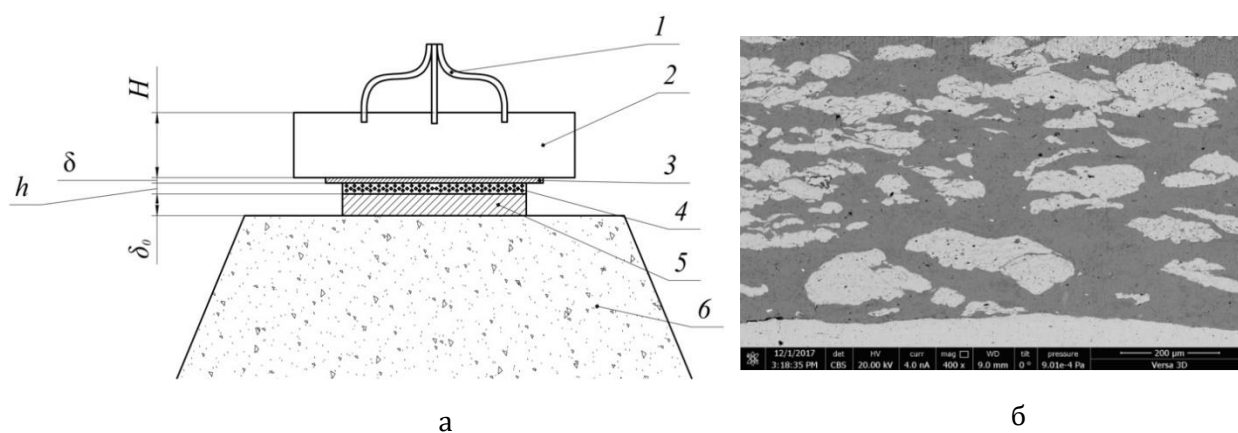 1
2
H
δ
3
h
4
δ₀
5
6
12/1/2017 det HV curr mag WD tilt pressure 200 µm
3:18:35 PM CBS 20.00 kV 4.0 nA 400 x 9.0 mm 0 ° 9.01e-4 Pa Versa 3D
а
б